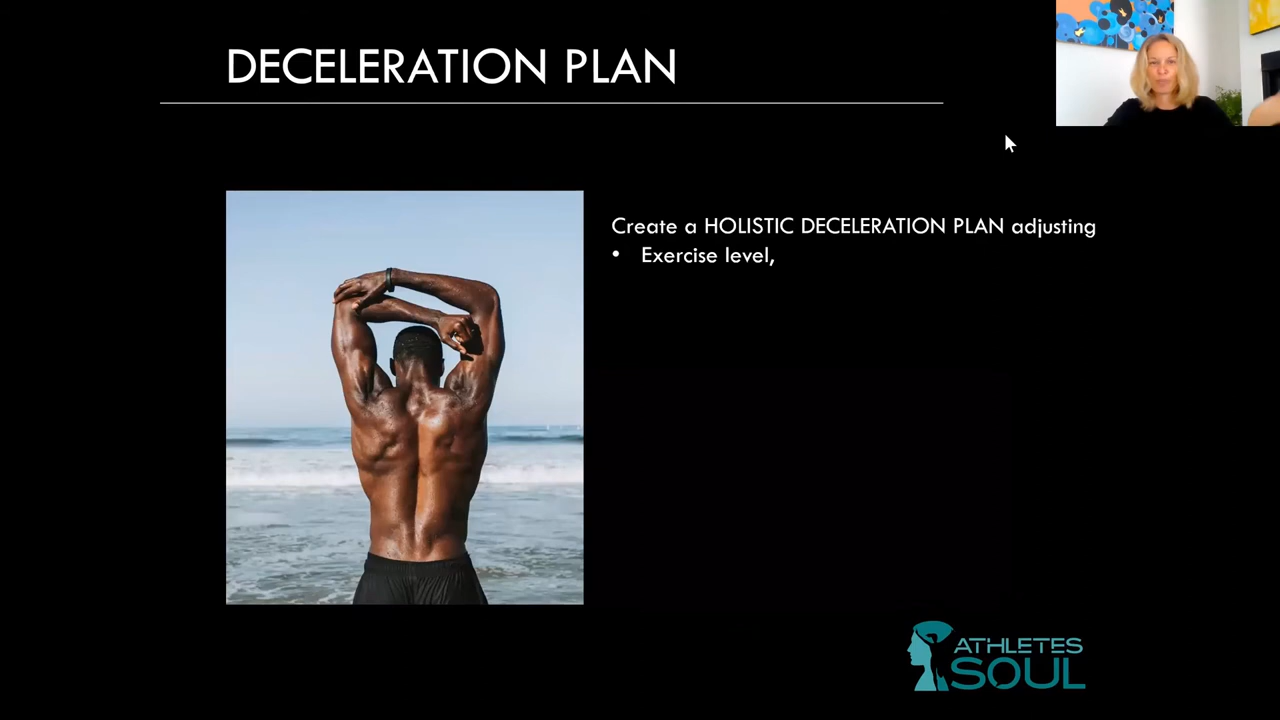 DECELERATION PLAN
Create a HOLISTIC DECELERATION PLAN adjusting
• Exercise level,
ATHLETES
SOUL